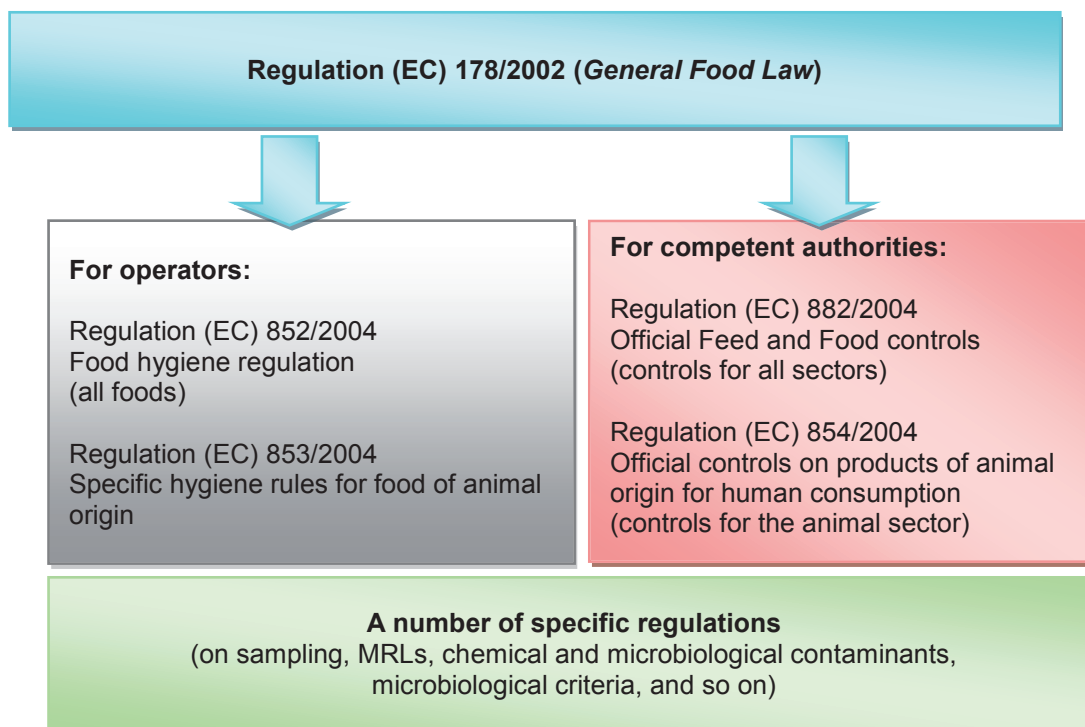 Regulation (EC) 178/2002 (General Food Law)
For operators:
Regulation (EC) 852/2004
Food hygiene regulation
(all foods)
Regulation (EC) 853/2004
Specific hygiene rules for food of animal
origin
For competent authorities:
Regulation (EC) 882/2004
Official Feed and Food controls
(controls for all sectors)
Regulation (EC) 854/2004
Official controls on products of animal
origin for human consumption
(controls for the animal sector)
A number of specific regulations
(on sampling, MRLs, chemical and microbiological contaminants,
microbiological criteria, and so on)